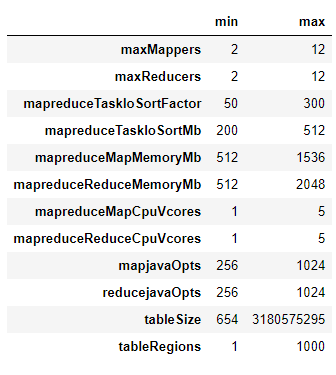 min max
maxMappers 2 12
maxReducers 2 12
mapreduceTaskIoSortFactor 50 300
mapreduceTaskIoSortMb 200 512
mapreduceMapMemoryMb 512 1536
mapreduceReduceMemoryMb 512 2048
mapreduceMapCpuVcores 1 5
mapreduceReduceCpuVcores 1 5
mapjavaOpts 256 1024
reducejavaOpts 256 1024
tableSize 654 3180575295
tableRegions 1 1000